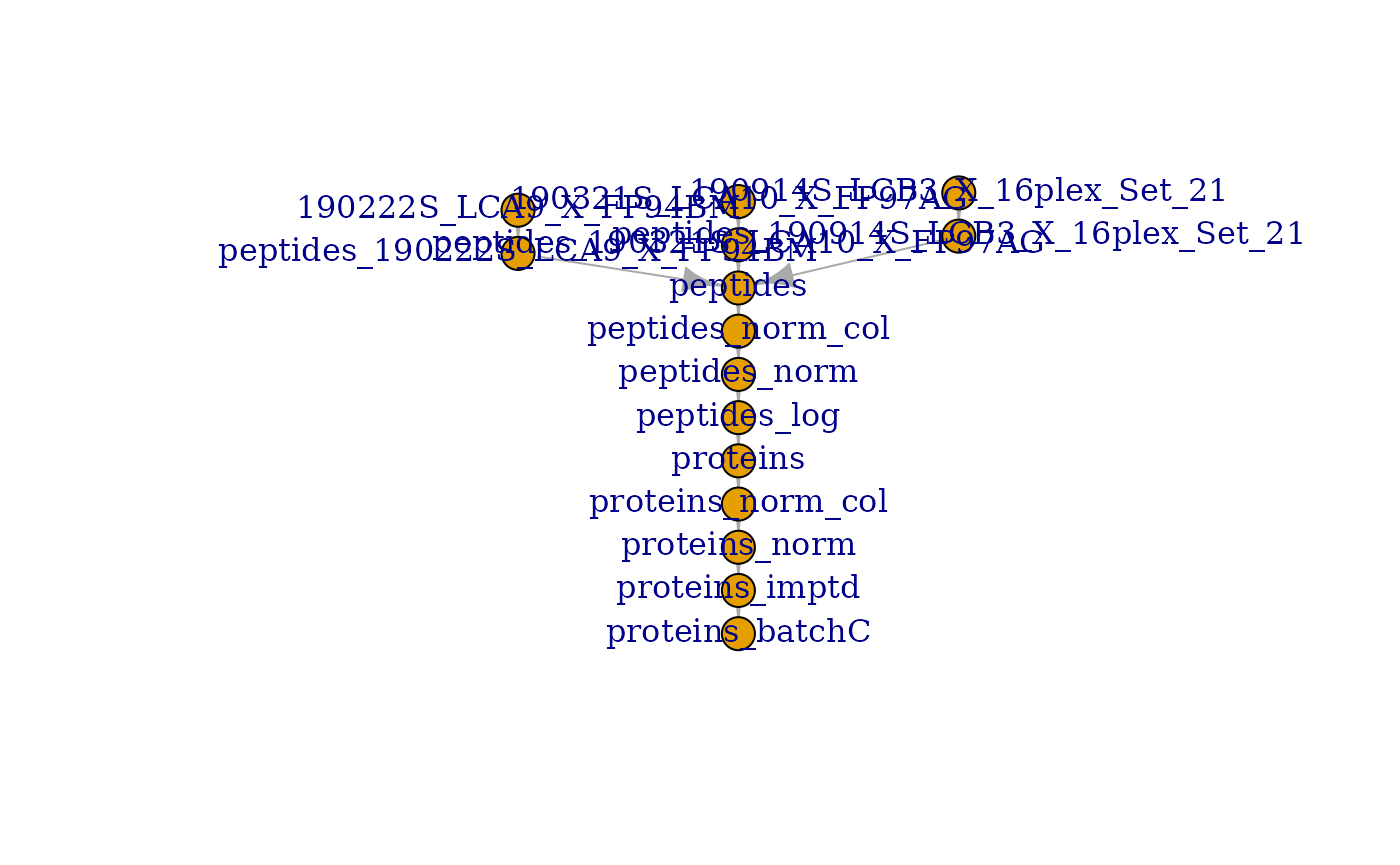 190914S_LCB3_X_16plex_Set_21
190321S_LCA10_X_FP97AG
190222S_LCA9_X_FP94BM
peptides_190914S_LCB3_X_16plex_Set_21
peptides_190321S_LCA10_X_FP97AG
peptides_190222S_LCA9_X_FP94BM
peptides
peptides_norm_col
peptides_norm
peptides_log
proteins
proteins_norm_col
proteins_norm
proteins_imptd
proteins_batchC